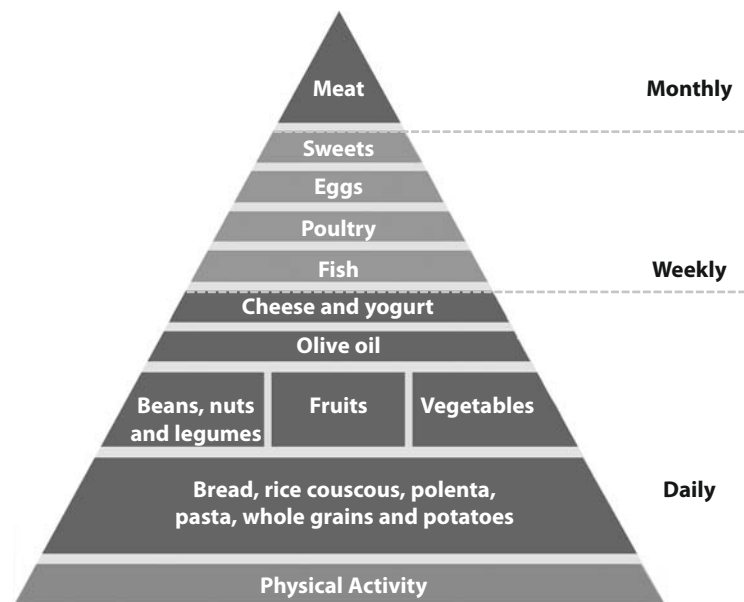 Meat
Monthly
Sweets
Eggs
Poultry
Fish
Weekly
Cheese and yogurt
Olive oil
Beans, nuts
and legumes
Fruits
Vegetables
Bread, rice couscous, polenta,
pasta, whole grains and potatoes
Daily
Physical Activity